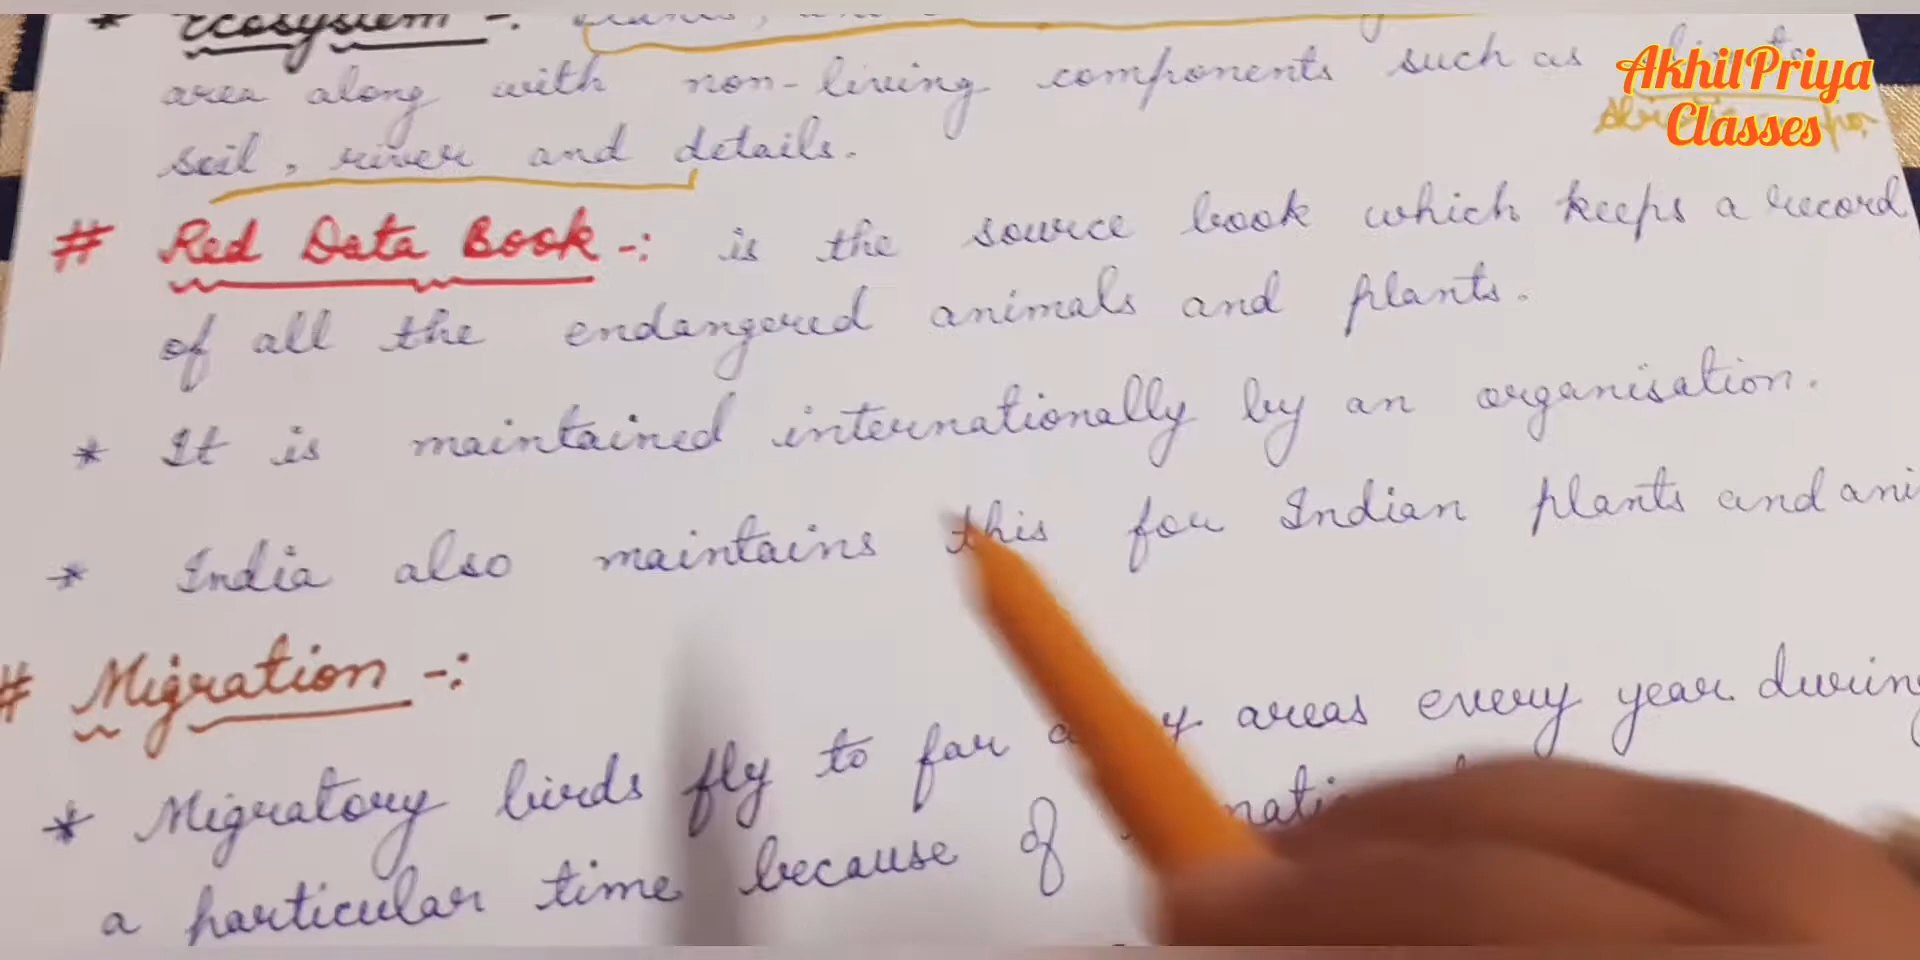 * Ecosystem -: Plants,
area along with non-living components such as
soil, river and details.
# Red Data Book -: is the source book which keeps a record
of all the endangered animals and plants.
* It is maintained internationally by an organisation.
* India also maintains this for Indian plants and ani
# Migration -:
* Migratory birds fly to far areas every year during
a particular time because of
AkhilPriya
Classes